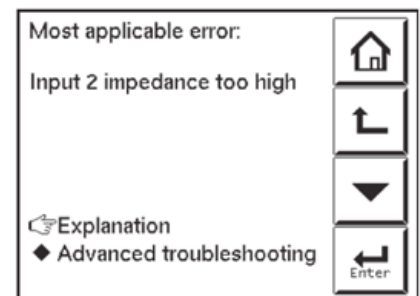 Most applicable error:
Input 2 impedance too high
Explanation
Advanced troubleshooting
Enter